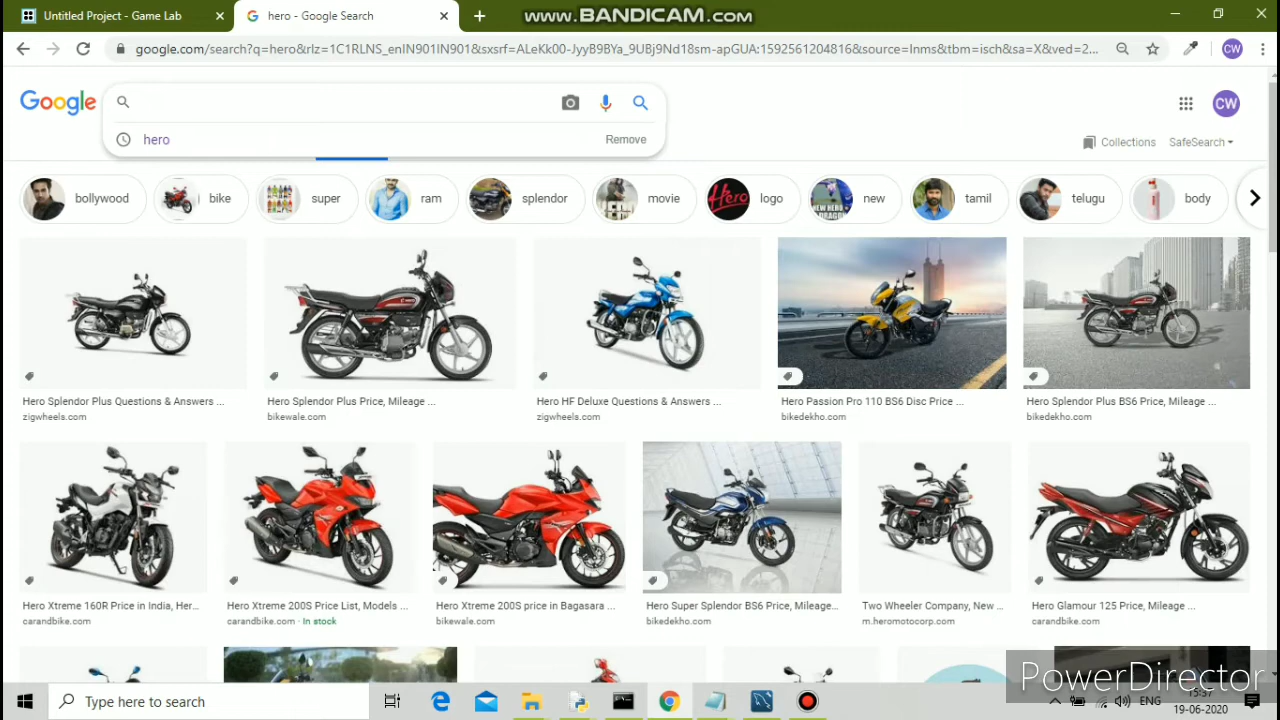 Untitled Project - Game Lab
hero - Google Search
www.BANDICAM.com
google.com/search?q=hero&rlz=1C1RLNS_enIN901IN901&sxsrf=ALeKk00-JyyB9BYa_9UBj9Nd18sm-apGUA:1592561204816&source=lnms&tbm=isch&sa=X&ved=2...
CW
Google
CW
hero
Remove
Collections
SafeSearch
bollywood
bike
super
ram
splendor
movie
Hero
logo
new
tamil
telugu
body
Hero Splendor Plus Questions & Answers ...
zigwheels.com
Hero Splendor Plus Price, Mileage ...
bikewale.com
Hero HF Deluxe Questions & Answers ...
zigwheels.com
Hero Passion Pro 110 BS6 Disc Price ...
bikedekho.com
Hero Splendor Plus BS6 Price, Mileage ...
bikedekho.com
Hero Xtreme 160R Price in India, Her...
carandbike.com
Hero Xtreme 200S Price List, Models ...
carandbike.com · In stock
Hero Xtreme 200S price in Bagasara ...
bikewale.com
Hero Super Splendor BS6 Price, Mileage...
bikedekho.com
Two Wheeler Company, New ...
m.heromotocorp.com
Hero Glamour 125 Price, Mileage ...
carandbike.com
PowerDirector
Type here to search
ENG
15:37
19-06-2020